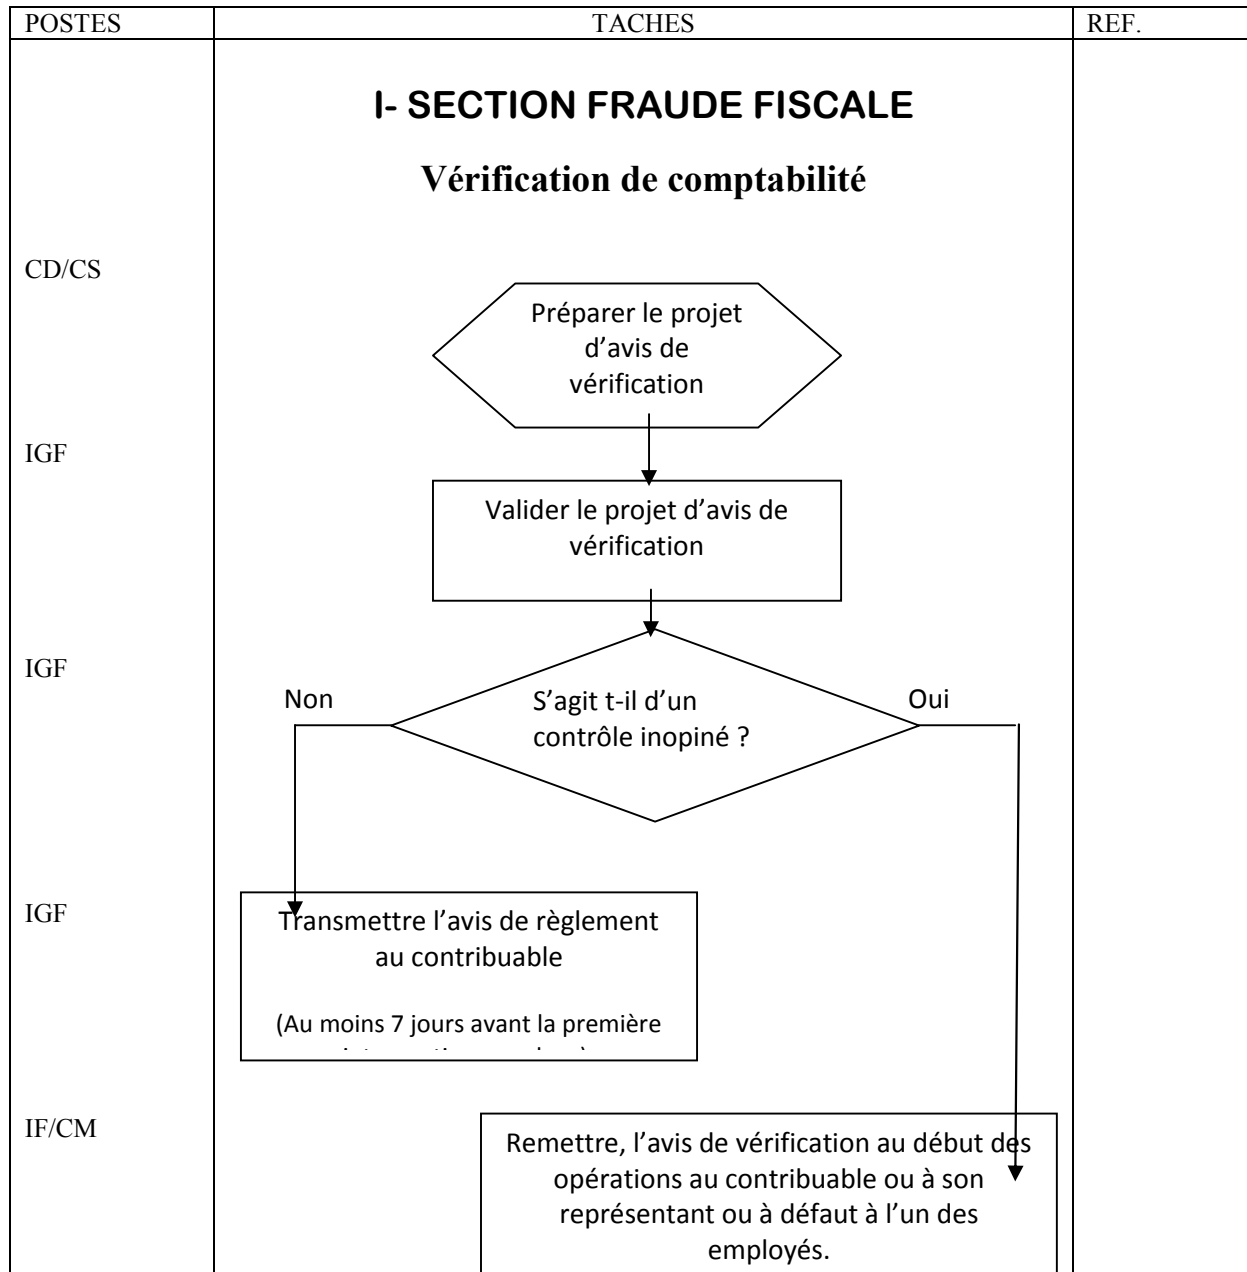 POSTES TACHES REF.
I- SECTION FRAUDE FISCALE
Vérification de comptabilité
CD/CS
Préparer le projet
d’avis de
vérification
IGF
Valider le projet d’avis de
vérification
IGF
Non
S’agit t-il d’un
contrôle inopiné ?
Oui
IGF
Transmettre l’avis de règlement
au contribuable
(Au moins 7 jours avant la première
IF/CM
Remettre, l’avis de vérification au début des
opérations au contribuable ou à son
représentant ou à défaut à l’un des
employés.